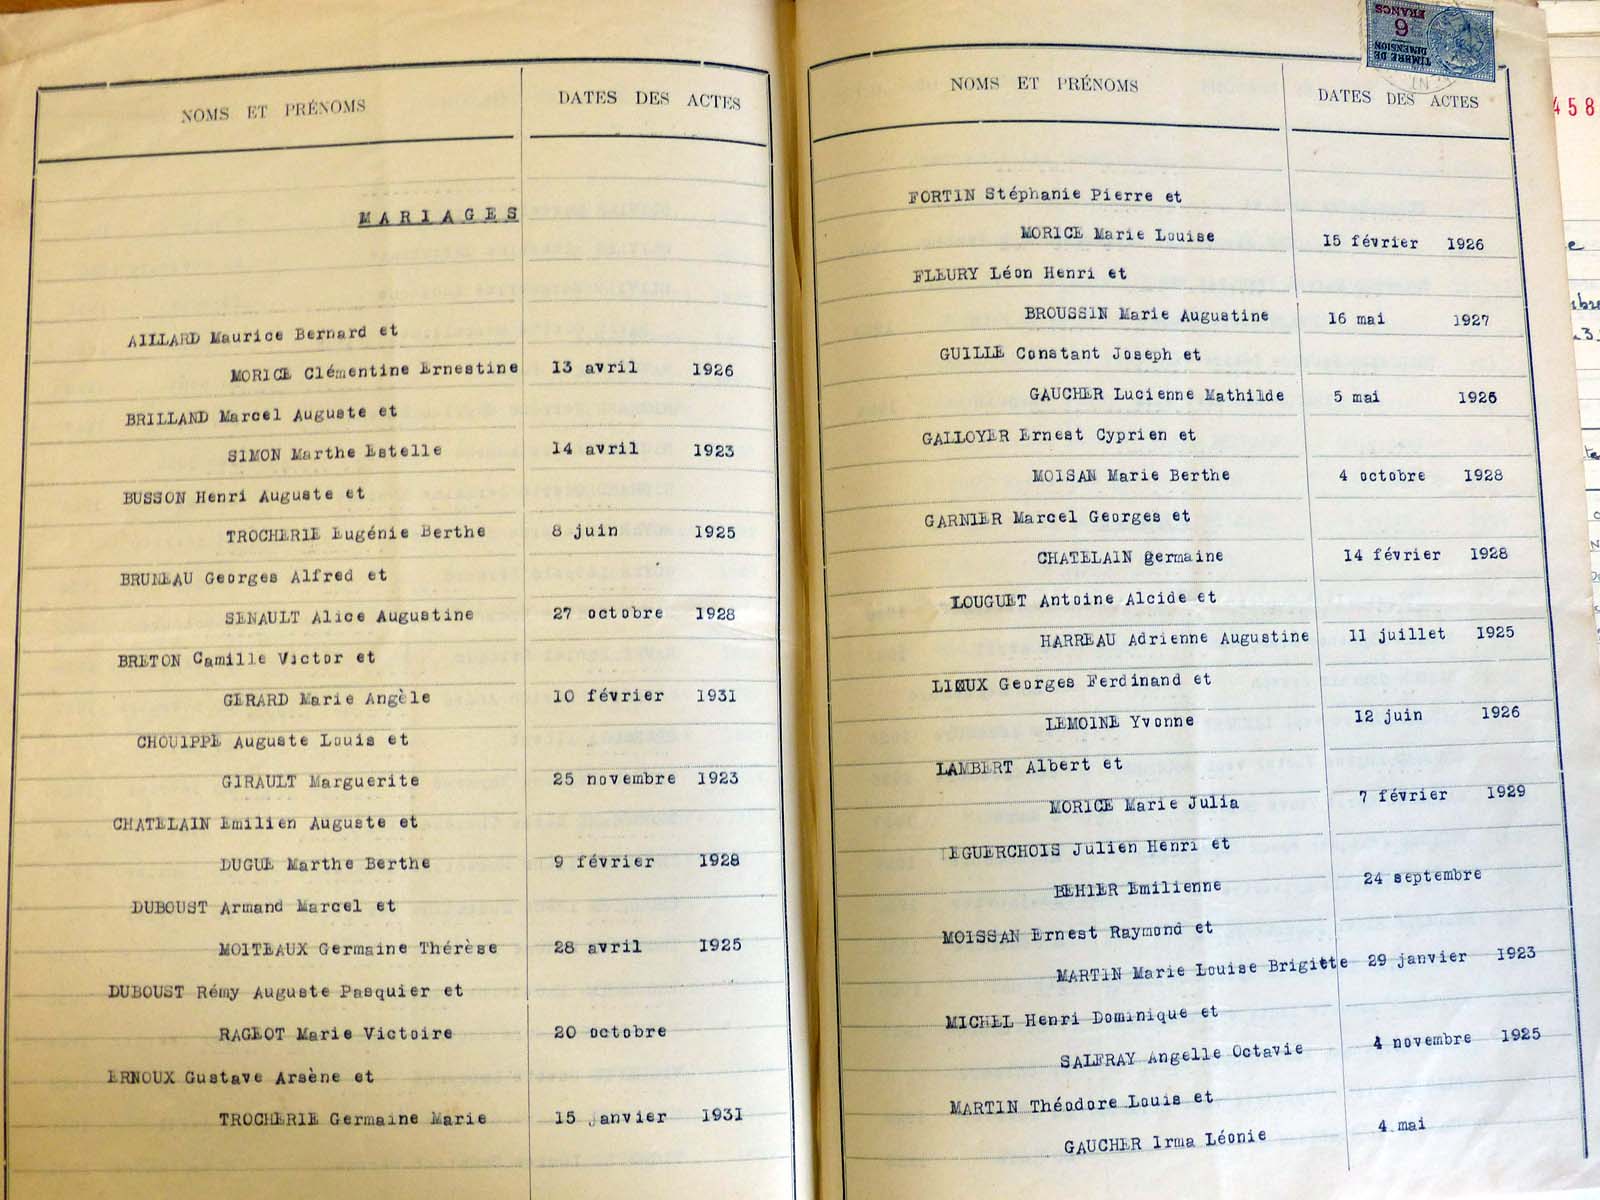 NOMS ET PRÉNOMS DATES DES ACTES
MARIAGES
AILLARD Maurice Bernard et
MORICE Clémentine Ernestine 13 avril 1926
BRILLAND Marcel Auguste et
SIMON Marthe Estelle 14 avril 1923
BUSSON Henri Auguste et
TROCHERIE Eugénie Berthe 8 juin 1925
BRUNEAU Georges Alfred et
SENAULT Alice Augustine 27 octobre 1928
BRETON Camille Victor et
GERARD Marie Angèle 10 février 1931
CHOUIPPE Auguste Louis et
GIRAULT Marguerite 25 novembre 1923
CHATELAIN Emilien Auguste et
DUGUE Marthe Berthe 9 février 1928
DUBOUST Armand Marcel et
MOITEAUX Germaine Thérèse 28 avril 1925
DUBOUST Rémy Auguste Pasquier et
RAGEOT Marie Victoire 20 octobre
ERNOUX Gustave Arsène et
TROCHERIE Germaine Marie 15 janvier 1931
NOMS ET PRÉNOMS DATES DES ACTES
FORTIN Stéphanie Pierre et
MORICE Marie Louise 15 février 1926
FLEURY Léon Henri et
BROUSSIN Marie Augustine 16 mai 1927
GUILLE Constant Joseph et
GAUCHER Lucienne Mathilde 5 mai 1926
GALLOYER Ernest Cyprien et
MOISAN Marie Berthe 4 octobre 1928
GARNIER Marcel Georges et
CHATELAIN germaine 14 février 1928
LOUGUET Antoine Alcide et
HARREAU Adrienne Augustine 11 juillet 1925
LIEUX Georges Ferdinand et
LEMOINE Yvonne 12 juin 1926
LAMBERT Albert et
MORICE Marie Julia 7 février 1929
LEGUERCHOIS Julien Henri et
BEHIER Emilienne 24 septembre
MOISSAN Ernest Raymond et
MARTIN Marie Louise Brigitte 29 janvier 1923
MICHEL Henri Dominique et
SALFRAY Angelle Octavie 4 novembre 1925
MARTIN Théodore Louis et
GAUCHER Irma Léonie 4 mai
TIMBRE DE
DIMENSION
6
FRANCS
458